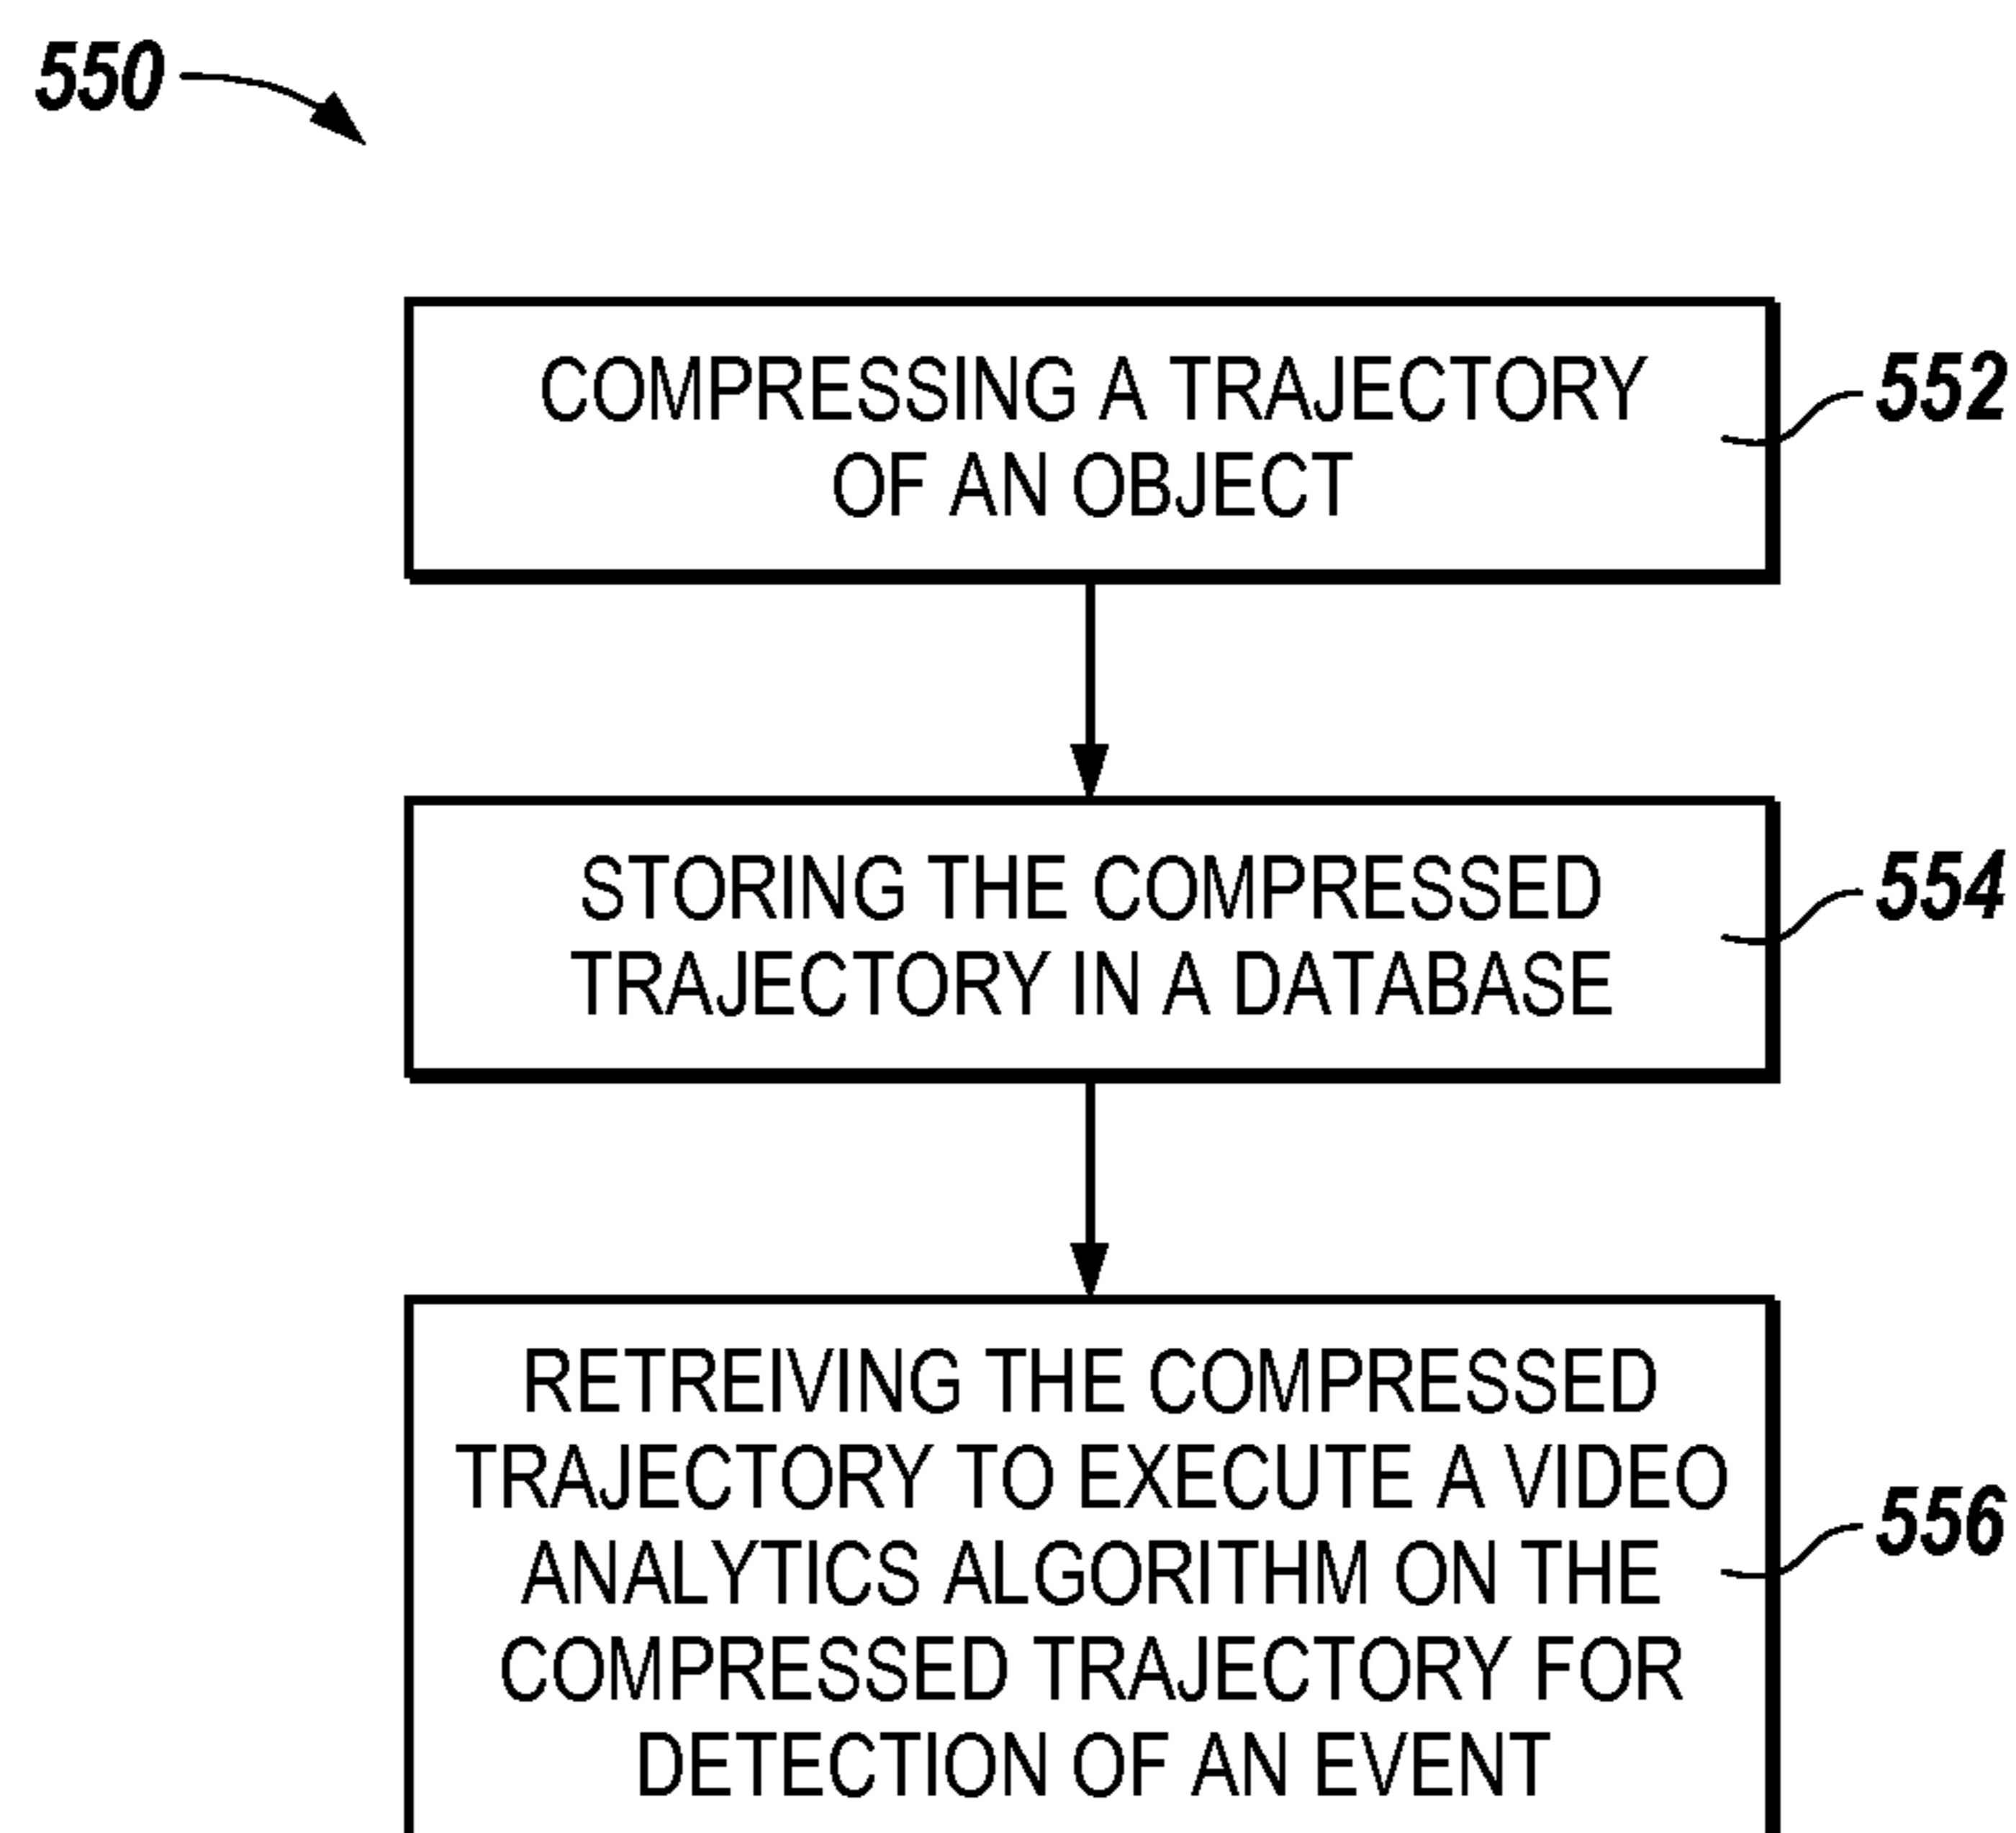 550
COMPRESSING A TRAJECTORY
OF AN OBJECT
552
STORING THE COMPRESSED
TRAJECTORY IN A DATABASE
554
RETREIVING THE COMPRESSED
TRAJECTORY TO EXECUTE A VIDEO
ANALYTICS ALGORITHM ON THE
COMPRESSED TRAJECTORY FOR
DETECTION OF AN EVENT
556